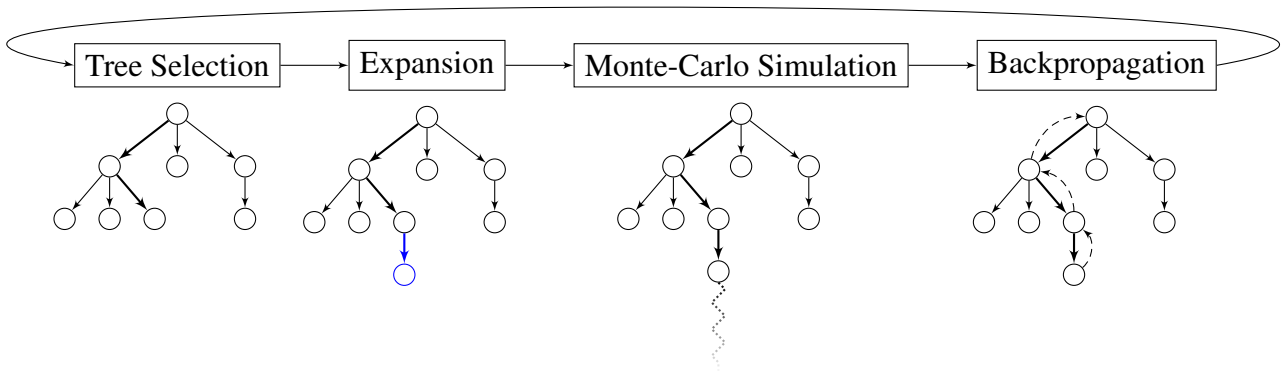 Tree Selection
Expansion
Monte-Carlo Simulation
Backpropagation